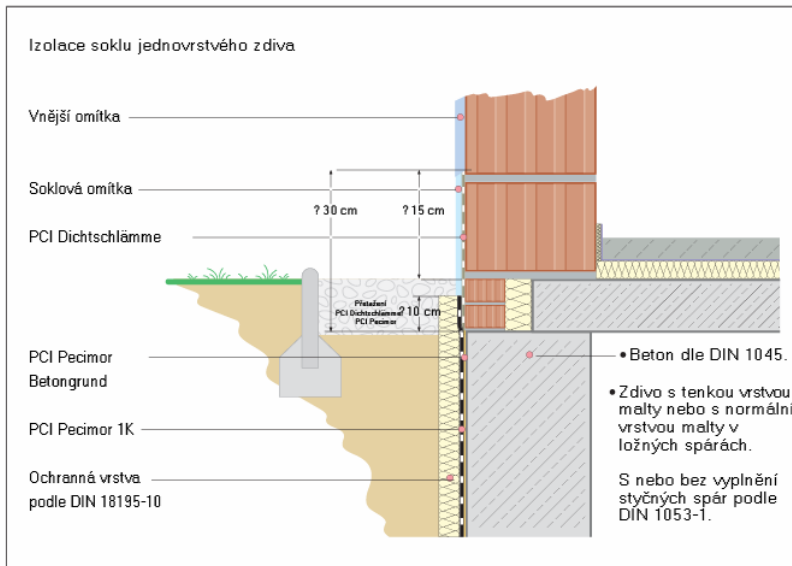 Izolace soklu jednovrstvého zdiva
Vnější omítka
Soklová omítka
? 30 cm
? 15 cm
PCI Dichtschlämme
Přetažení
PCI Dichtschlämme/
PCI Pecimor
? 10 cm
PCI Pecimor
Betongrund
PCI Pecimor 1K
Ochranná vrstva
podle DIN 18195-10
• Beton dle DIN 1045.
• Zdivo s tenkou vrstvou
malty nebo s normální
vrstvou malty v
ložných spárách.
S nebo bez vyplnění
styčných spár podle
DIN 1053-1.